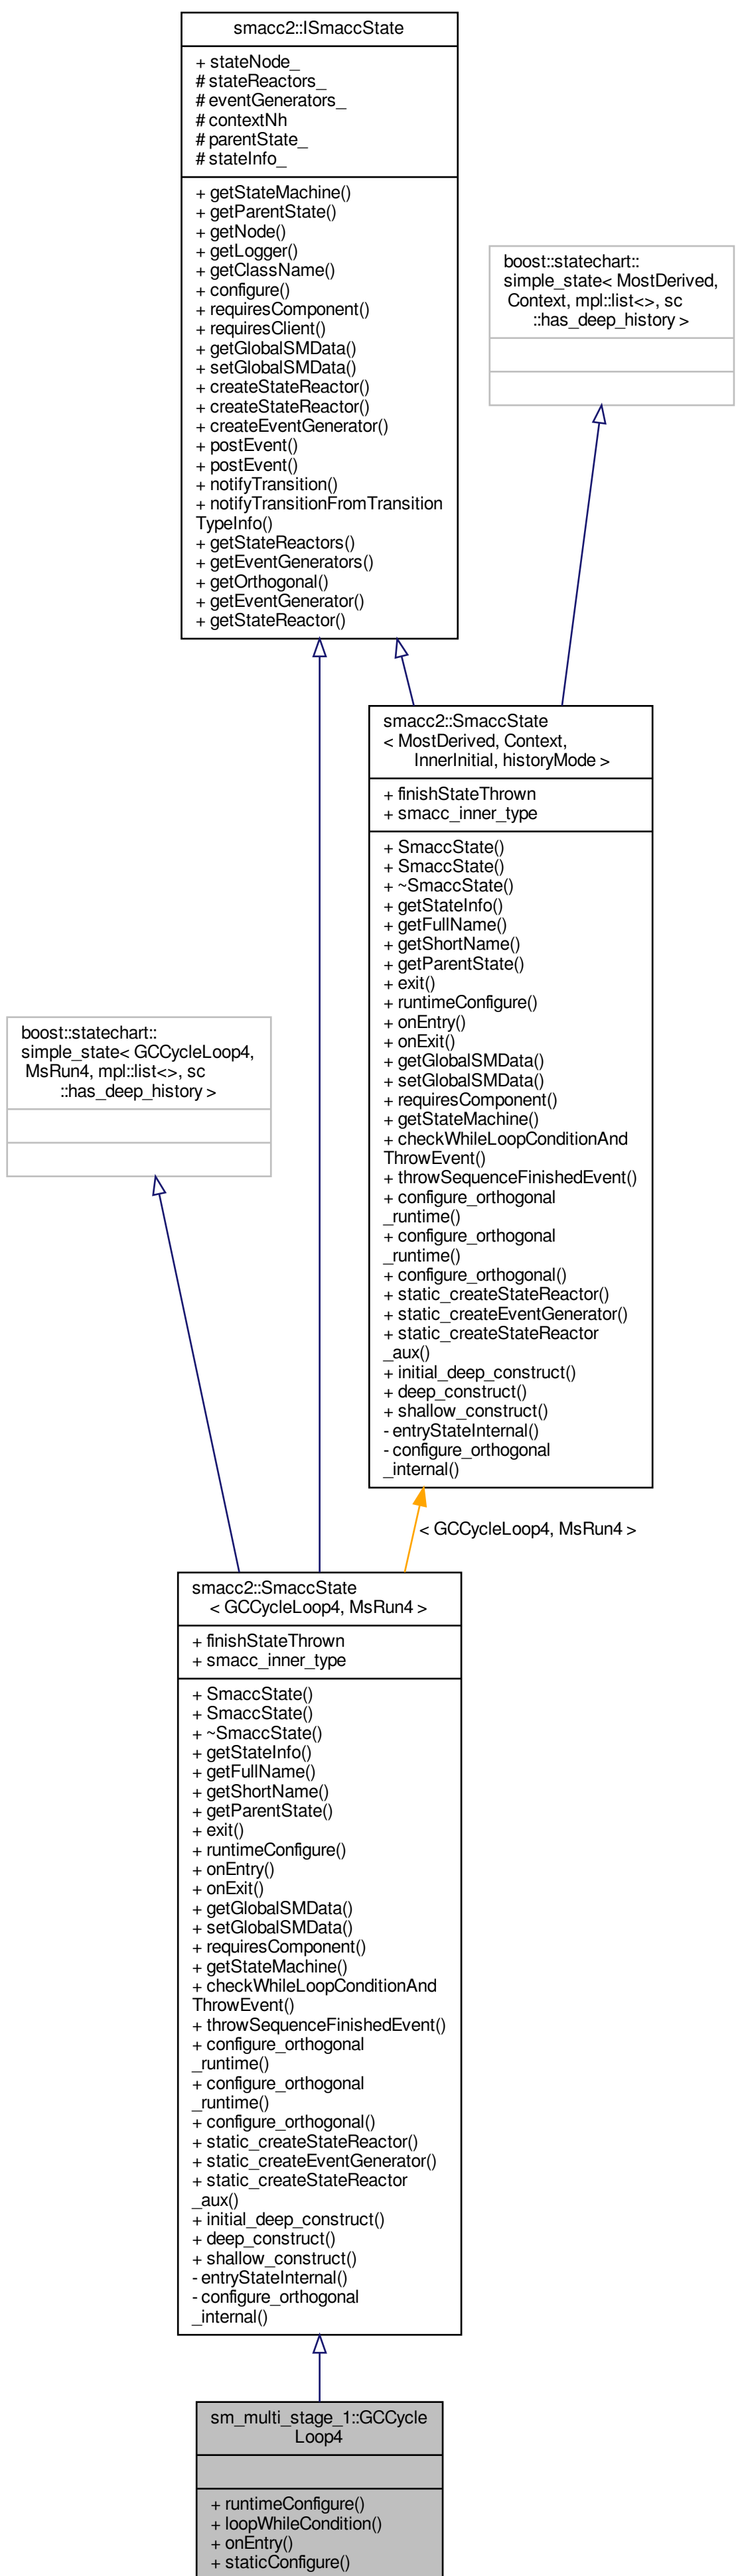 smacc2::ISmaccState
+ stateNode_
# stateReactors_
# eventGenerators_
# contextNh
# parentState_
# stateInfo_
+ getStateMachine()
+ getParentState()
+ getNode()
+ getLogger()
+ getClassName()
+ configure()
+ requiresComponent()
+ requiresClient()
+ getGlobalSMData()
+ setGlobalSMData()
+ createStateReactor()
+ createStateReactor()
+ createEventGenerator()
+ postEvent()
+ postEvent()
+ notifyTransition()
+ notifyTransitionFromTransition
TypeInfo()
+ getStateReactors()
+ getEventGenerators()
+ getOrthogonal()
+ getEventGenerator()
+ getStateReactor()
boost::statechart::
simple_state< MostDerived,
Context, mpl::list<>, sc
::has_deep_history >
smacc2::SmaccState
< MostDerived, Context,
InnerInitial, historyMode >
+ finishStateThrown
+ smacc_inner_type
+ SmaccState()
+ SmaccState()
+ ~SmaccState()
+ getStateInfo()
+ getFullName()
+ getShortName()
+ getParentState()
+ exit()
+ runtimeConfigure()
+ onEntry()
+ onExit()
+ getGlobalSMData()
+ setGlobalSMData()
+ requiresComponent()
+ getStateMachine()
+ checkWhileLoopConditionAnd
ThrowEvent()
+ throwSequenceFinishedEvent()
+ configure_orthogonal
_runtime()
+ configure_orthogonal
_runtime()
+ configure_orthogonal()
+ static_createStateReactor()
+ static_createEventGenerator()
+ static_createStateReactor
_aux()
+ initial_deep_construct()
+ deep_construct()
+ shallow_construct()
- entryStateInternal()
- configure_orthogonal
_internal()
boost::statechart::
simple_state< GCCycleLoop4,
MsRun4, mpl::list<>, sc
::has_deep_history >
< GCCycleLoop4, MsRun4 >
smacc2::SmaccState
< GCCycleLoop4, MsRun4 >
+ finishStateThrown
+ smacc_inner_type
+ SmaccState()
+ SmaccState()
+ ~SmaccState()
+ getStateInfo()
+ getFullName()
+ getShortName()
+ getParentState()
+ exit()
+ runtimeConfigure()
+ onEntry()
+ onExit()
+ getGlobalSMData()
+ setGlobalSMData()
+ requiresComponent()
+ getStateMachine()
+ checkWhileLoopConditionAnd
ThrowEvent()
+ throwSequenceFinishedEvent()
+ configure_orthogonal
_runtime()
+ configure_orthogonal
_runtime()
+ configure_orthogonal()
+ static_createStateReactor()
+ static_createEventGenerator()
+ static_createStateReactor
_aux()
+ initial_deep_construct()
+ deep_construct()
+ shallow_construct()
- entryStateInternal()
- configure_orthogonal
_internal()
sm_multi_stage_1::GCCycle
Loop4
+ runtimeConfigure()
+ loopWhileCondition()
+ onEntry()
+ staticConfigure()